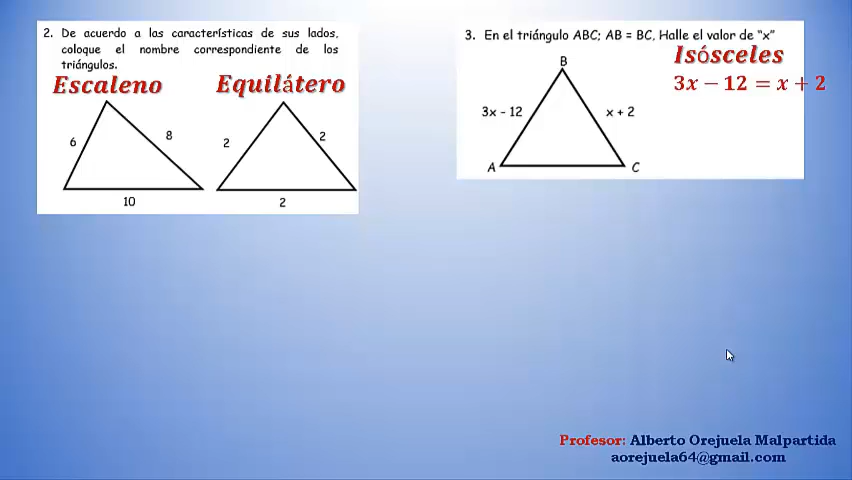 2. De acuerdo a las características de sus lados,
coloque el nombre correspondiente de los
triángulos.
Escaleno
Equilátero
6
8
10
2
2
2
3. En el triángulo ABC; AB = BC, Halle el valor de "x"
Isósceles
3x − 12 = x + 2
B
3x - 12
x + 2
A
C
Profesor: Alberto Orejuela Malpartida
aorejuela64@gmail.com